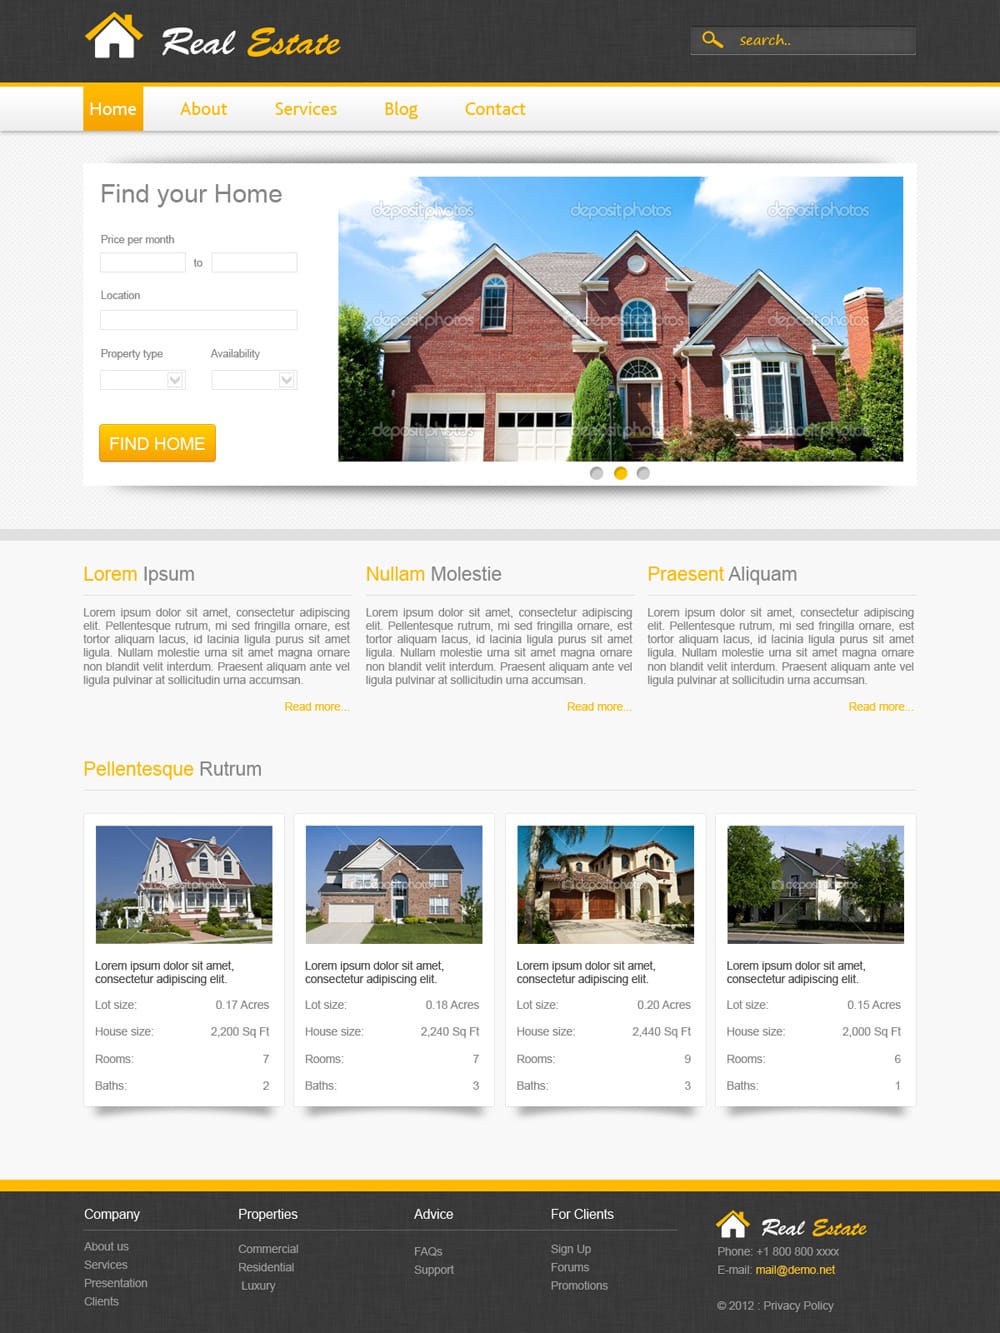 Real Estate
search..
Home
About
Services
Blog
Contact
Find your Home
Price per month
to
Location
Property type
Availability
FIND HOME
depositphotos depositphotos depositphotos
depositphotos depositphotos depositphotos
depositphotos depositphotos depositphotos
Lorem Ipsum
Lorem ipsum dolor sit amet, consectetur adipiscing
elit. Pellentesque rutrum, mi sed fringilla ornare, est
tortor aliquam lacus, id lacinia ligula purus sit amet
ligula. Nullam molestie urna sit amet magna ornare
non blandit velit interdum. Praesent aliquam ante vel
ligula pulvinar at sollicitudin urna accumsan.
Read more...
Nullam Molestie
Lorem ipsum dolor sit amet, consectetur adipiscing
elit. Pellentesque rutrum, mi sed fringilla ornare, est
tortor aliquam lacus, id lacinia ligula purus sit amet
ligula. Nullam molestie urna sit amet magna ornare
non blandit velit interdum. Praesent aliquam ante vel
ligula pulvinar at sollicitudin urna accumsan.
Read more...
Praesent Aliquam
Lorem ipsum dolor sit amet, consectetur adipiscing
elit. Pellentesque rutrum, mi sed fringilla ornare, est
tortor aliquam lacus, id lacinia ligula purus sit amet
ligula. Nullam molestie urna sit amet magna ornare
non blandit velit interdum. Praesent aliquam ante vel
ligula pulvinar at sollicitudin urna accumsan.
Read more...
Pellentesque Rutrum
depositphotos
Lorem ipsum dolor sit amet,
consectetur adipiscing elit.
Lot size: 0.17 Acres
House size: 2,200 Sq Ft
Rooms: 7
Baths: 2
depositphotos
Lorem ipsum dolor sit amet,
consectetur adipiscing elit.
Lot size: 0.18 Acres
House size: 2,240 Sq Ft
Rooms: 7
Baths: 3
depositphotos
Lorem ipsum dolor sit amet,
consectetur adipiscing elit.
Lot size: 0.20 Acres
House size: 2,440 Sq Ft
Rooms: 9
Baths: 3
depositphotos
Lorem ipsum dolor sit amet,
consectetur adipiscing elit.
Lot size: 0.15 Acres
House size: 2,000 Sq Ft
Rooms: 6
Baths: 1
Company
About us
Services
Presentation
Clients
Properties
Commercial
Residential
Luxury
Advice
FAQs
Support
For Clients
Sign Up
Forums
Promotions
Real Estate
Phone: +1 800 800 xxxx
E-mail: mail@demo.net
© 2012 : Privacy Policy